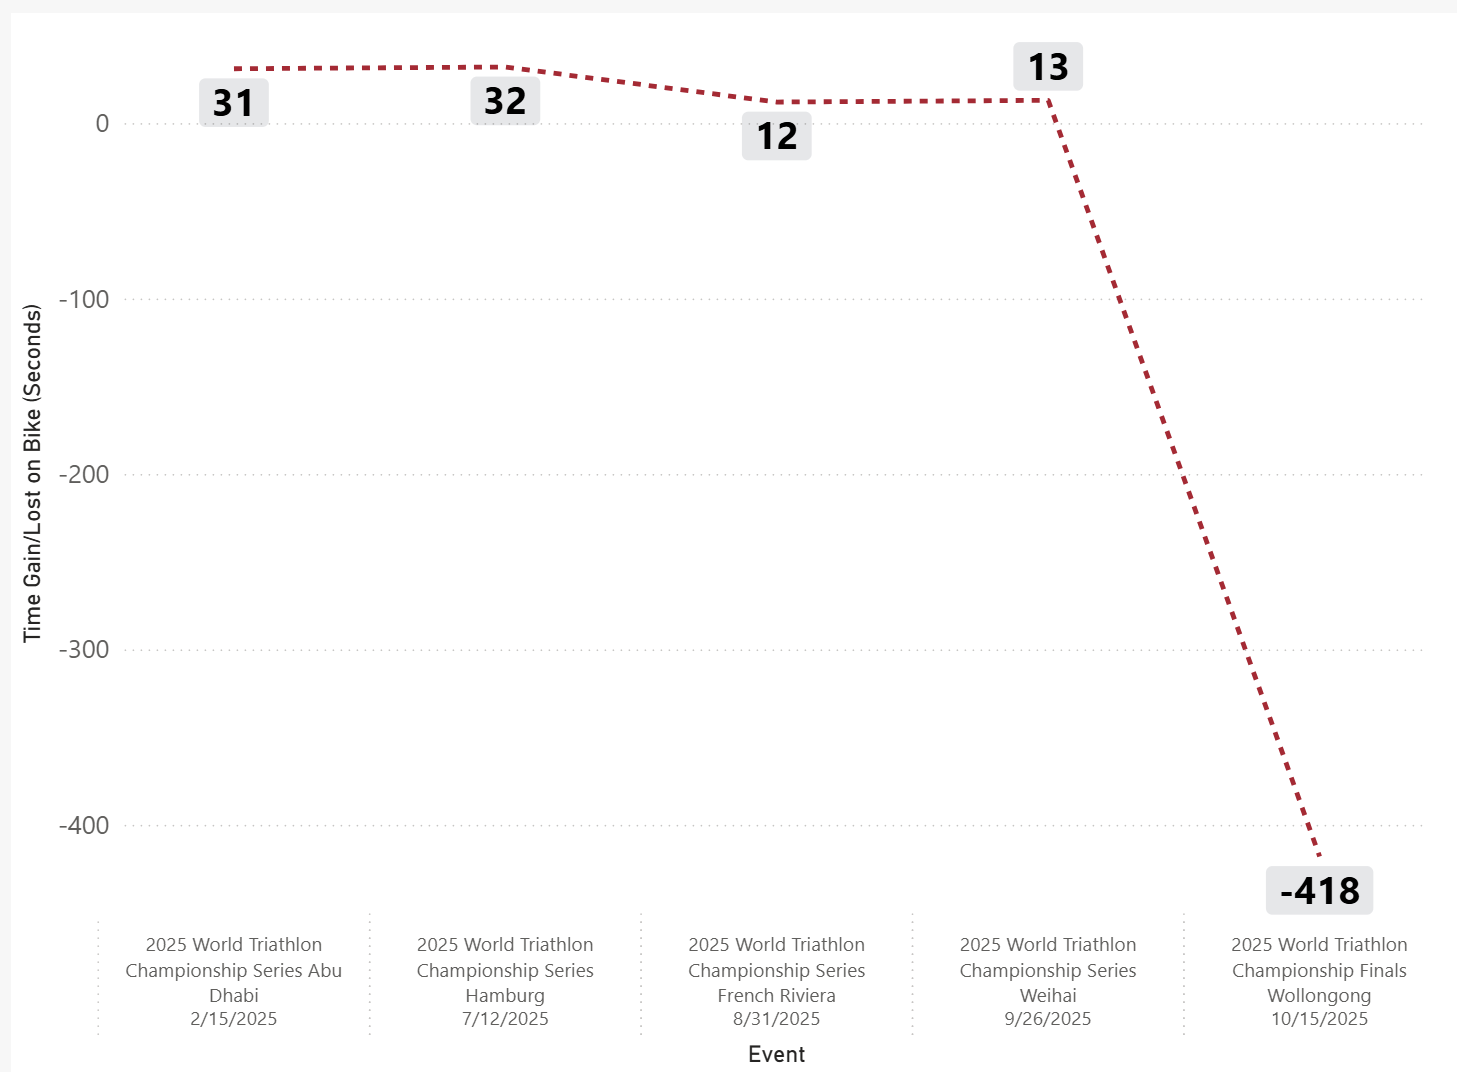 31
32
12
13
-418
0
-100
-200
-300
-400
Time Gain/Lost on Bike (Seconds)
2025 World Triathlon
Championship Series Abu
Dhabi
2/15/2025
2025 World Triathlon
Championship Series
Hamburg
7/12/2025
2025 World Triathlon
Championship Series
French Riviera
8/31/2025
2025 World Triathlon
Championship Series
Weihai
9/26/2025
2025 World Triathlon
Championship Finals
Wollongong
10/15/2025
Event